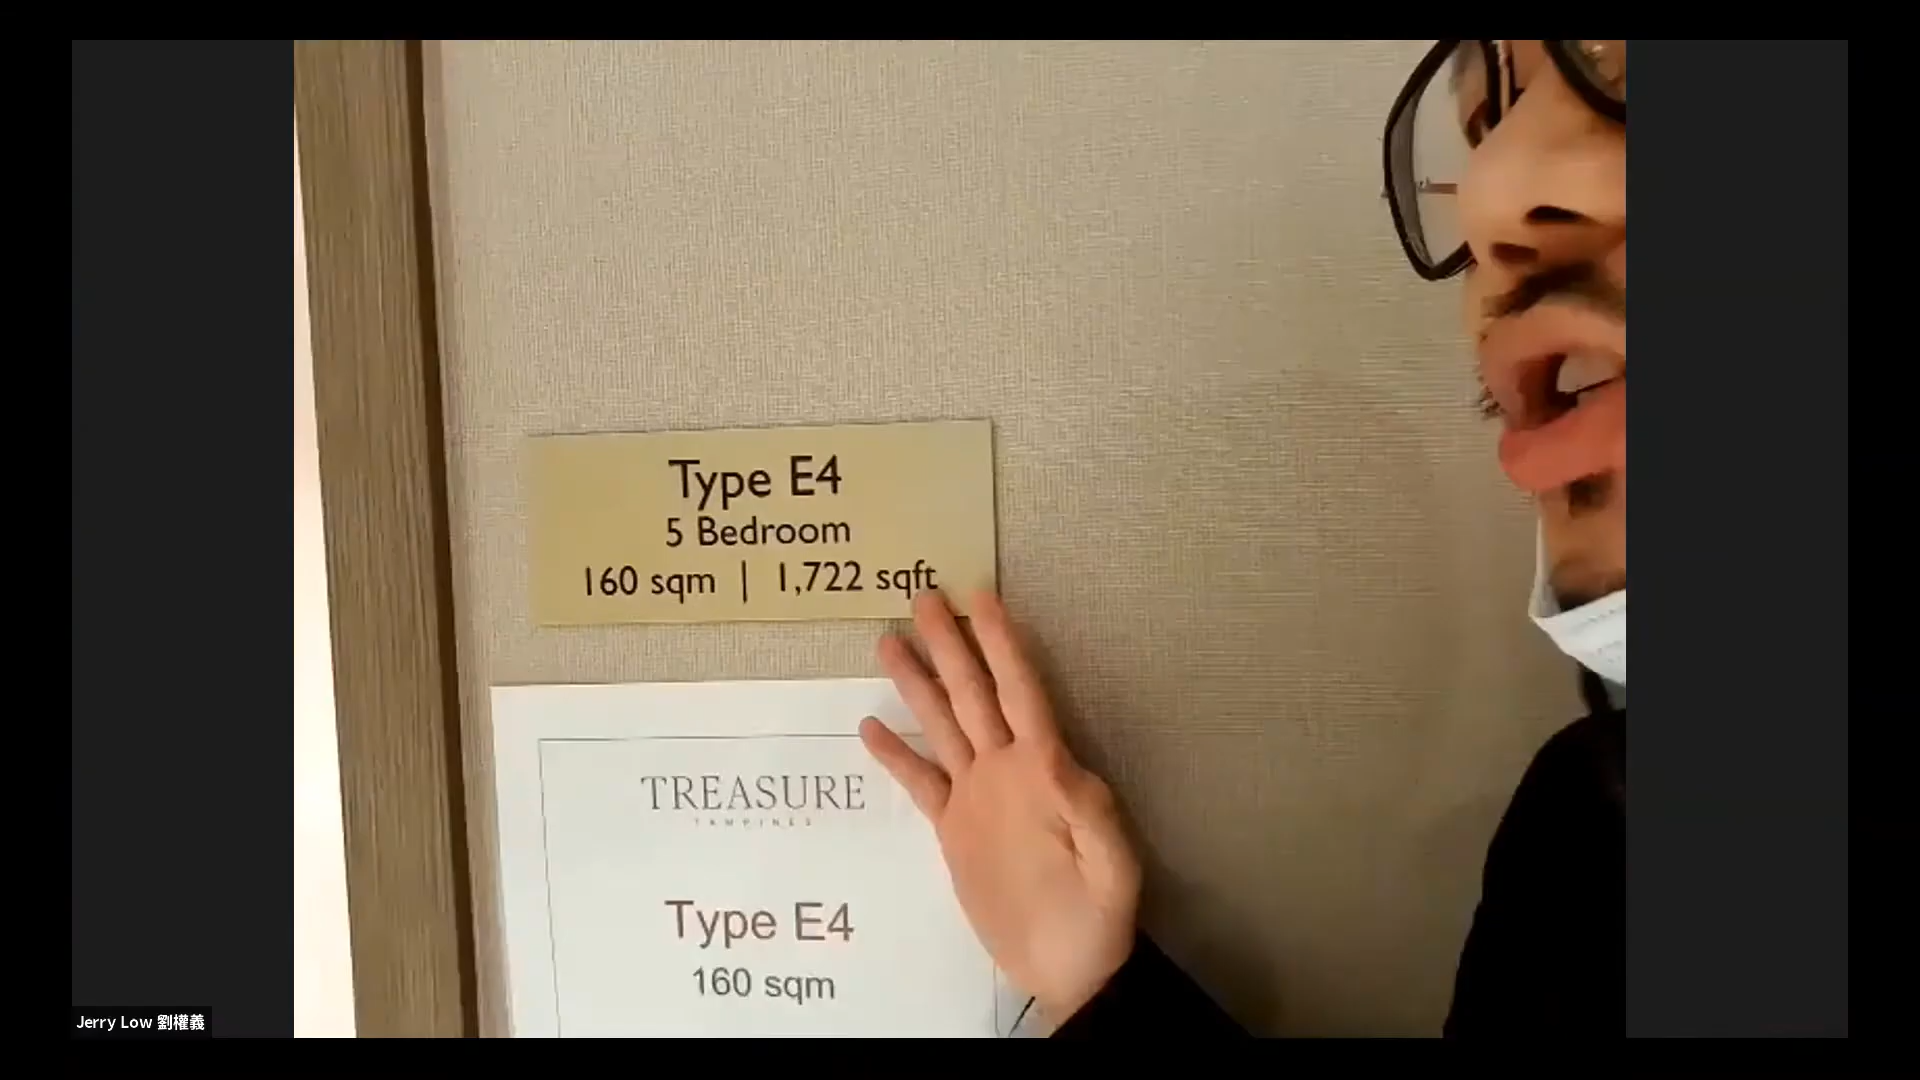 Type E4
5 Bedroom
160 sqm | 1,722 sqft
TREASURE
TAMPINES
Type E4
160 sqm
Jerry Low 劉權義